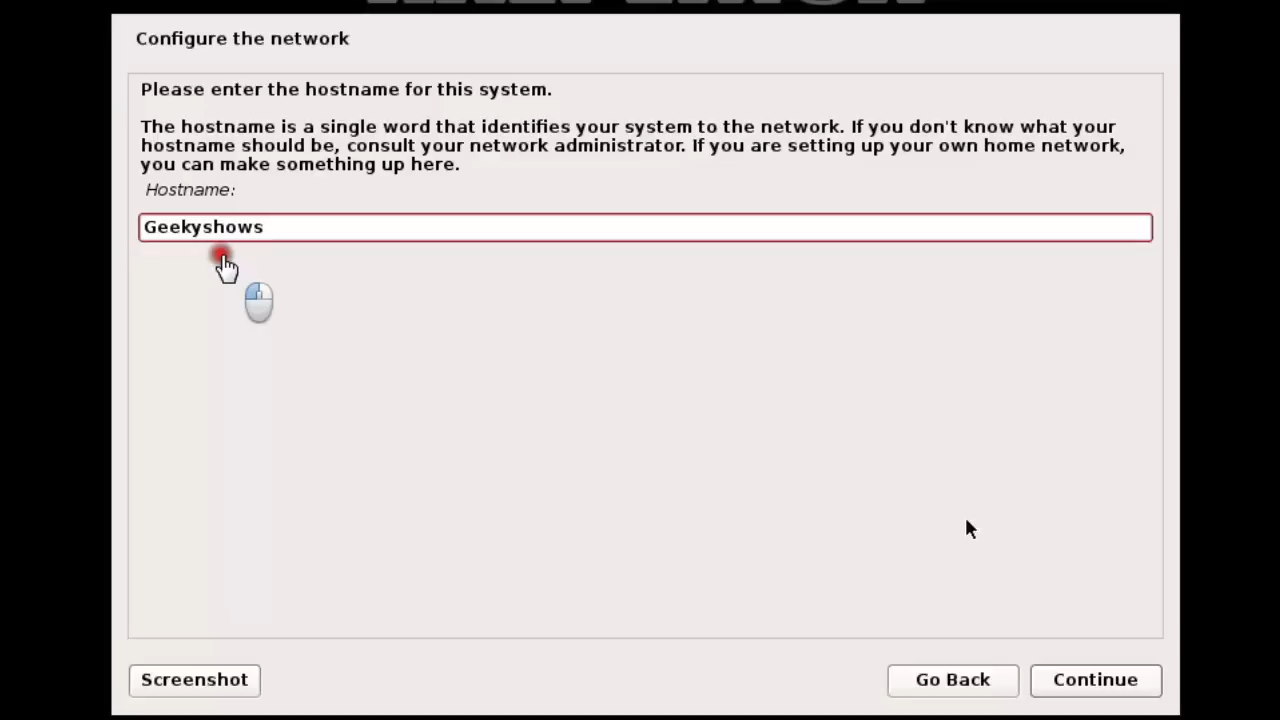 Configure the network
Please enter the hostname for this system.
The hostname is a single word that identifies your system to the network. If you don't know what your
hostname should be, consult your network administrator. If you are setting up your own home network,
you can make something up here.
Hostname:
Geekyshows
Screenshot
Go Back
Continue